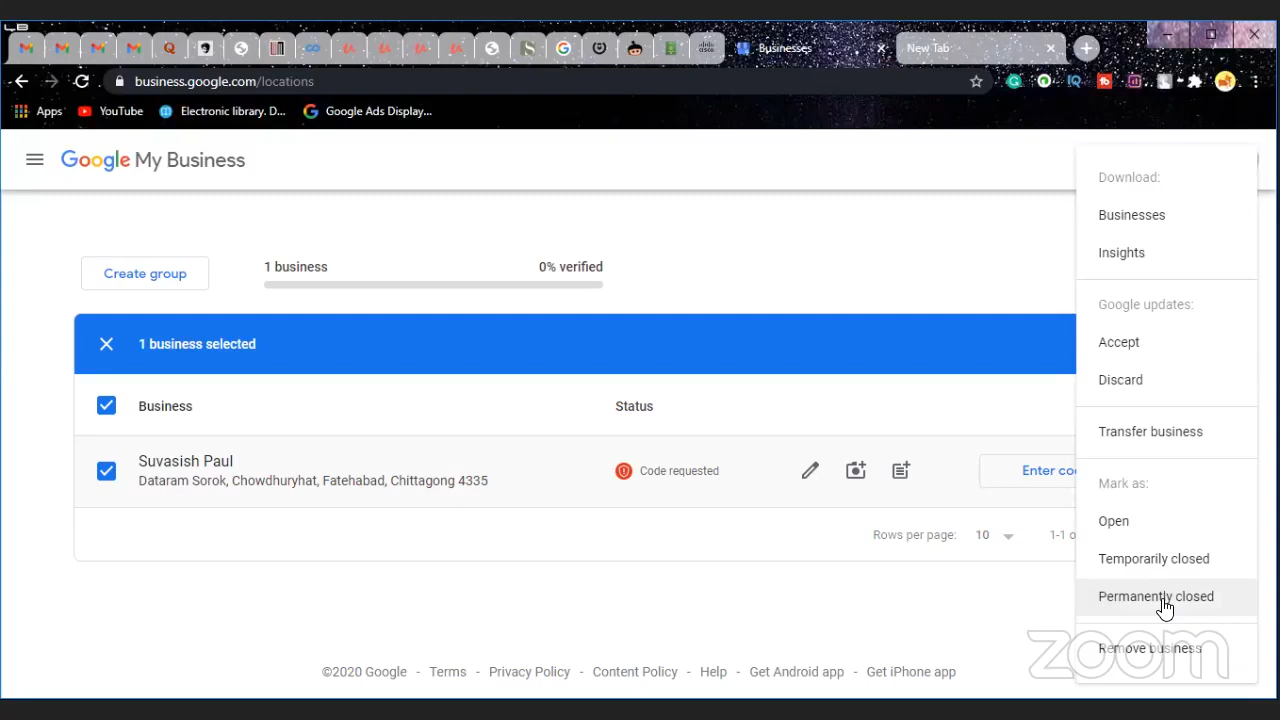 Businesses
New Tab
business.google.com/locations
Apps
YouTube
Electronic library. D...
Google Ads Display...
Google My Business
Create group
1 business
0% verified
1 business selected
Business
Status
Suvasish Paul
Dataram Sorok, Chowdhuryhat, Fatehabad, Chittagong 4335
Code requested
Enter co
Rows per page:
10
1-1 o
Download:
Businesses
Insights
Google updates:
Accept
Discard
Transfer business
Mark as:
Open
Temporarily closed
Permanently closed
Remove business
zoom
©2020 Google - Terms - Privacy Policy - Content Policy - Help - Get Android app - Get iPhone app